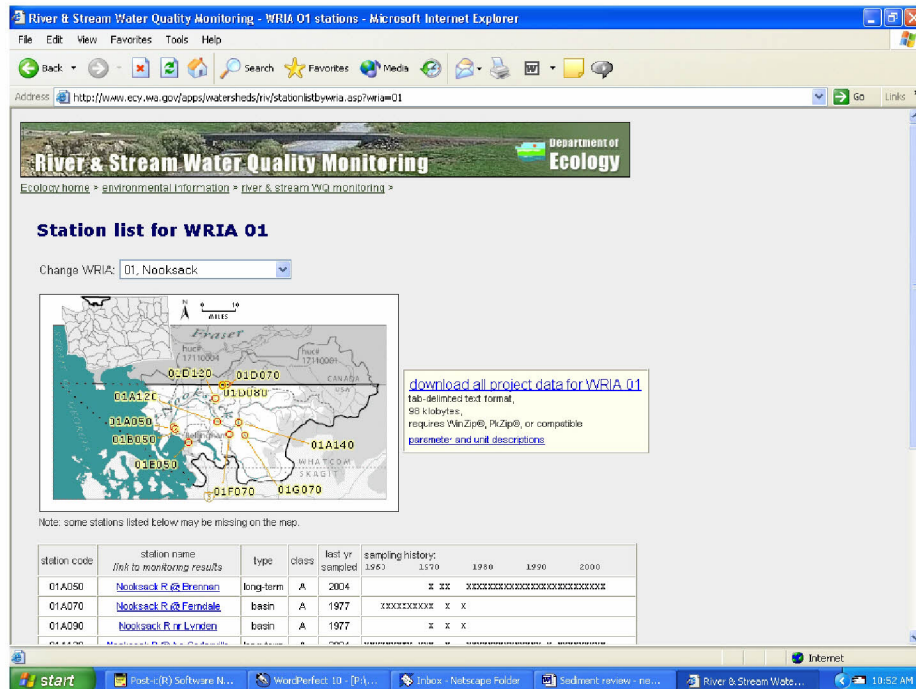 River & Stream Water Quality Monitoring - WRIA 01 stations - Microsoft Internet Explorer
File Edit View Favorites Tools Help
Back Search Favorites Media
Address http://www.ecy.wa.gov/apps/watersheds/riv/stationlistbywria.asp?wria=01 Go Links
River & Stream Water Quality Monitoring
Department of
Ecology
Ecology home > environmental information > river & stream WQ monitoring >
Station list for WRIA 01
Change WRIA: 01, Nooksack
N 0 10
MILES
Fraser
huc# 17110001
01D120 01D070
CANADA
USA
01D080
01A120
01A050
01B050
01A140
01E050
WHATCOM
SKAGIT
01F070 01G070
download all project data for WRIA 01
tab-delimited text format,
98 kilobytes,
requires WinZip®, PkZip®, or compatible
parameter and unit descriptions
Note: some stations listed below may be missing on the map.
station code station name link to monitoring results type class last yr sampled sampling history: 1960 1970 1980 1990 2000
01A050 Nooksack R @ Brennan long-term A 2004 x xx xxxxxxxxxxxxxxxxxxxxxxxxxx
01A070 Nooksack R @ Ferndale basin A 1977 xxxxxxxxxx x x
01A090 Nooksack R nr Lynden basin A 1977 x x x
Internet
start Post-it(R) Software N... WordPerfect 10 - [P:\... Inbox - Netscape Folder Sediment review - ne... River & Stream Wate... 10:52 AM